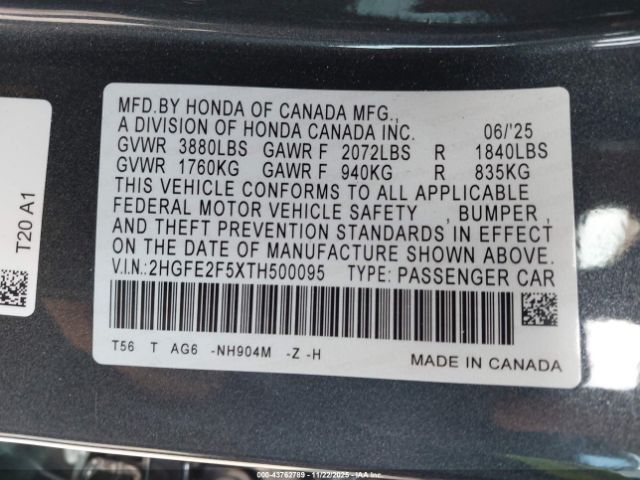 MFD.BY HONDA OF CANADA MFG.,
A DIVISION OF HONDA CANADA INC. 06/'25
GVWR 3880LBS GAWR F 2072LBS R 1840LBS
GVWR 1760KG GAWR F 940KG R 835KG
THIS VEHICLE CONFORMS TO ALL APPLICABLE
FEDERAL MOTOR VEHICLE SAFETY , BUMPER ,
AND THEFT PREVENTION STANDARDS IN EFFECT
ON THE DATE OF MANUFACTURE SHOWN ABOVE.
V.I.N.:2HGFE2F5XTH500095 TYPE: PASSENGER CAR
T56 T AG6 -NH904M -Z -H
MADE IN CANADA
T20 A1
000-43762789 - 11/22/2025 - IAA